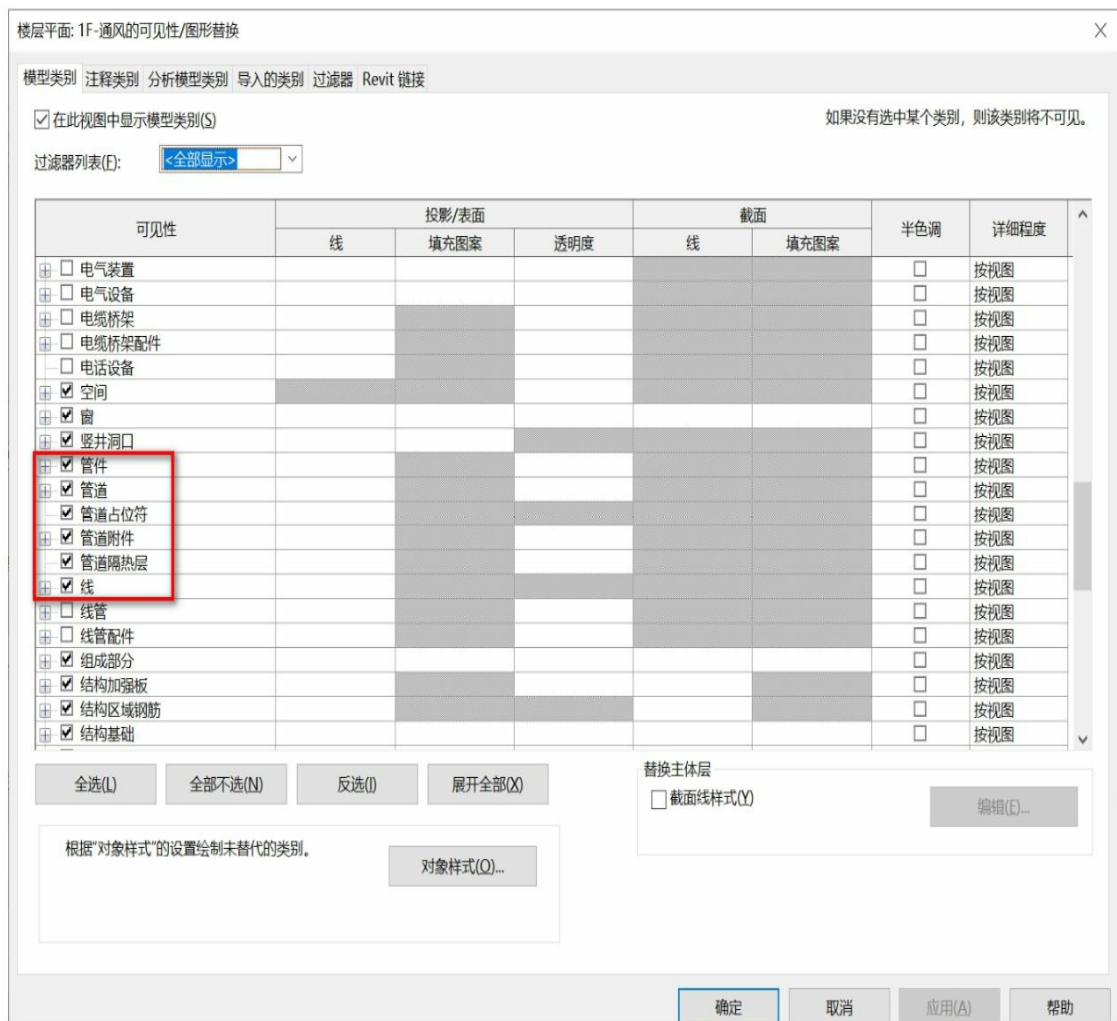 楼层平面: 1F-通风的可见性/图形替换
模型类别 注释类别 分析模型类别 导入的类别 过滤器 Revit 链接
在此视图中显示模型类别(S) 如果没有选中某个类别，则该类别将不可见。
过滤器列表(F): <全部显示>
可见性 投影/表面 截面 半色调 详细程度
线 填充图案 透明度 线 填充图案
电气装置 按视图
电气设备 按视图
电缆桥架 按视图
电缆桥架配件 按视图
电话设备 按视图
空间 按视图
窗 按视图
竖井洞口 按视图
管件 按视图
管道 按视图
管道占位符 按视图
管道附件 按视图
管道隔热层 按视图
线 按视图
线管 按视图
线管配件 按视图
组成部分 按视图
结构加强板 按视图
结构区域钢筋 按视图
结构基础 按视图
全选(L) 全部不选(N) 反选(I) 展开全部(X)
替换主体层
截面线样式(Y) 编辑(E)...
根据"对象样式"的设置绘制未替代的类别。
对象样式(O)...
确定 取消 应用(A) 帮助